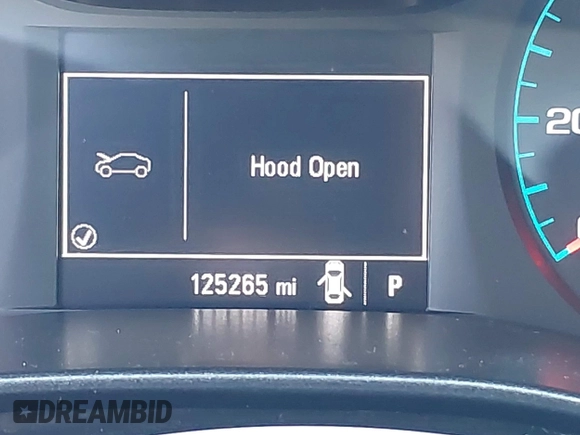 Hood Open
125265 mi
P
20
DREAMBID